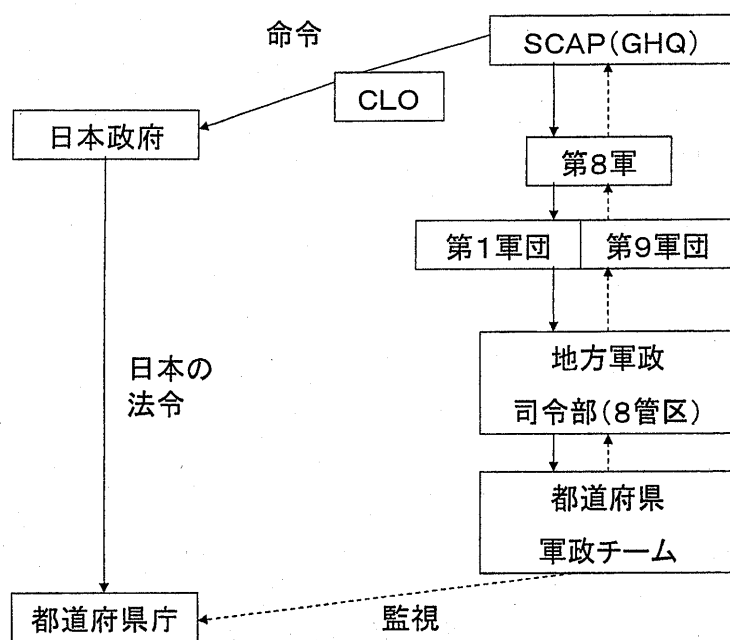 命令
SCAP(GHQ)
CLO
日本政府
第8軍
第1軍団
第9軍団
地方軍政
司令部(8管区)
日本の
法令
都道府県
軍政チーム
都道府県庁
監視